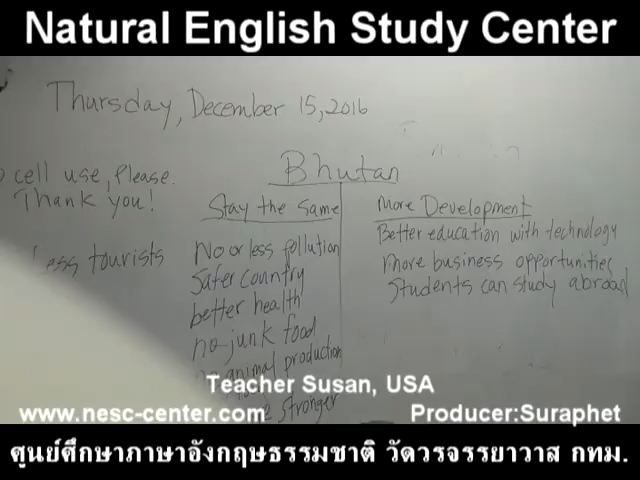 Natural English Study Center
Thursday, December 15, 2016
cell use, Please.
Thank you!
Bhutan
Stay the same
More Development
No or less pollution
Better education with technology
Less tourists
Safer country
more business opportunities
better health
Students can study abroad
no junk food
animal production
stronger
Teacher Susan, USA
www.nesc-center.com
Producer:Suraphet
ศูนย์ศึกษาภาษาอังกฤษธรรมชาติ วัดวรจรรยาวาส กทม.